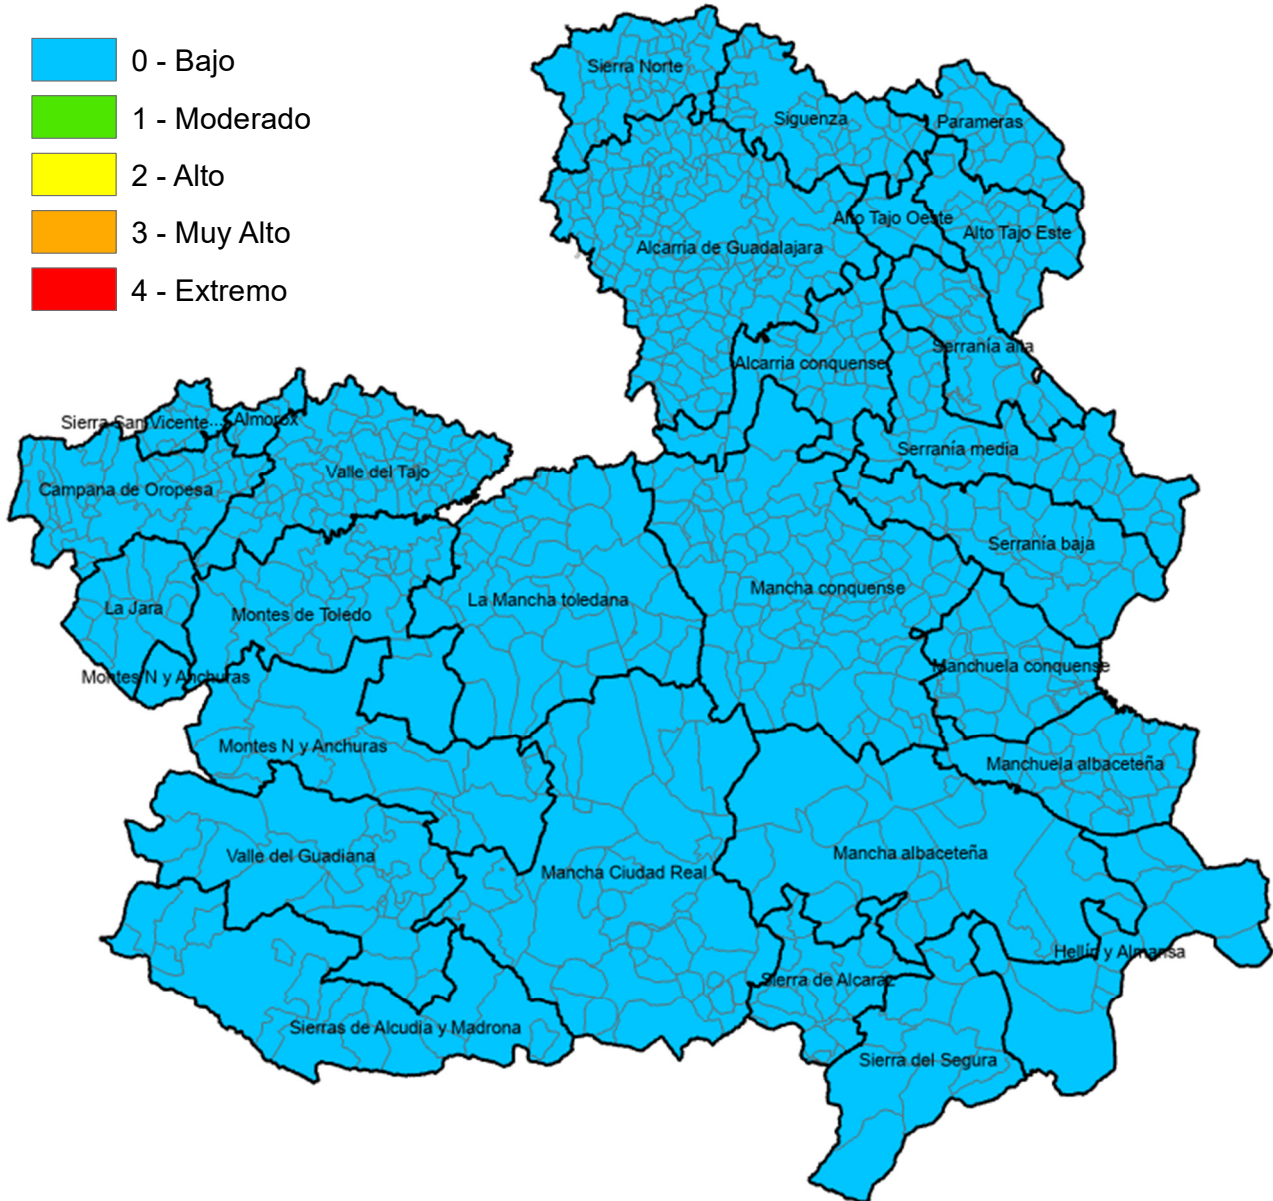 0 - Bajo
1 - Moderado
2 - Alto
3 - Muy Alto
4 - Extremo
Sierra Norte
Siguenza
Parameras
Alto Tajo Oeste
Alto Tajo Este
Alcarria de Guadalajara
Serranía alta
Alcarria conquense
Sierra San Vicente...
Almorox
Serranía media
Valle del Tajo
Campana de Oropesa
Serranía baja
Mancha conquense
La Mancha toledana
La Jara
Montes de Toledo
Manchuela conquense
Montes N y Anchuras
Montes N y Anchuras
Manchuela albaceteña
Mancha albaceteña
Valle del Guadiana
Mancha Ciudad Real
Hellín y Almansa
Sierra de Alcaraz
Sierras de Alcudia y Madrona
Sierra del Segura